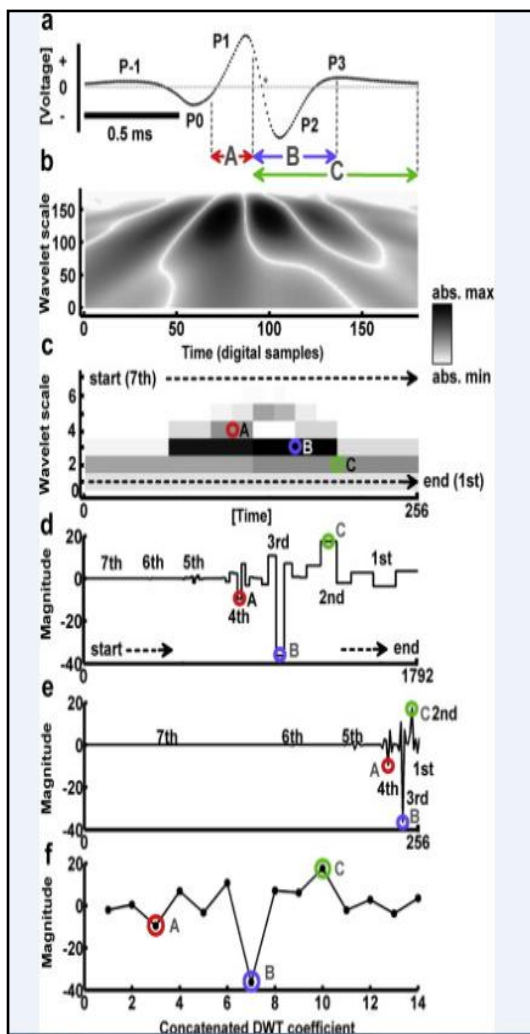 a
P1
P-1
P3
+
0
-
[Voltage]
0.5 ms
P0
P2
A
B
C
b
Wavelet scale
150
100
50
0
0
50
100
150
Time (digital samples)
abs. max
abs. min
c
Wavelet scale
6
4
2
0
start (7th)
A
B
C
end (1st)
0
256
[Time]
d
Magnitude
20
0
-20
-40
7th
6th
5th
3rd
C
1st
A
4th
2nd
B
start
end
1792
e
Magnitude
20
0
-20
-40
7th
6th
5th
C 2nd
A
4th
1st
3rd
B
256
f
Magnitude
20
0
-20
-40
A
B
C
0
2
4
6
8
10
12
14
Concatenated DWT coefficient